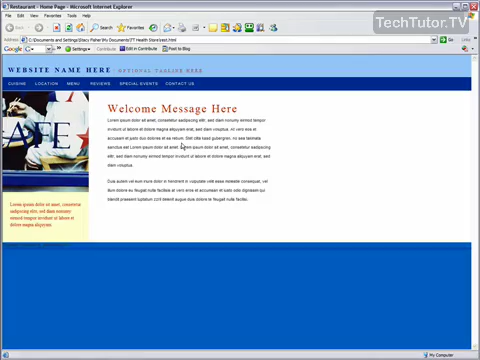 Restaurant - Home Page - Microsoft Internet Explorer
TechTutor.TV
File Edit View Favorites Tools Help
Back Search Favorites
Address
Go Links
Google Settings Contribute Edit in Contribute Post to Blog
WEBSITE NAME HERE OPTIONAL TAGLINE HERE
CUISINE LOCATION MENU REVIEWS SPECIAL EVENTS CONTACT US
AFE
Welcome Message Here
Lorem ipsum dolor sit amet, consetetur sadipscing elitr, sed diam nonumy eirmod tempor
invidunt ut labore et dolore magna aliquyam erat, sed diam voluptua. At vero eos et
accusam et justo duo dolores et ea rebum. Stet clita kasd gubergren, no sea takimata
sanctus est Lorem ipsum dolor sit amet. Lorem ipsum dolor sit amet, consetetur sadipscing
elitr, sed diam nonumy eirmod tempor invidunt ut labore et dolore magna aliquyam erat, sed
diam voluptua.
Duis autem vel eum iriure dolor in hendrerit in vulputate velit esse molestie consequat, vel
illum dolore eu feugiat nulla facilisis at vero eros et accumsan et iusto odio dignissim qui
blandit praesent luptatum zzril delenit augue duis dolore te feugait nulla facilisi.
Lorem ipsum dolor sit amet, consetetur
sadipscing elitr, sed diam nonumy
eirmod tempor invidunt ut labore et
dolore magna aliquyam.
My Computer